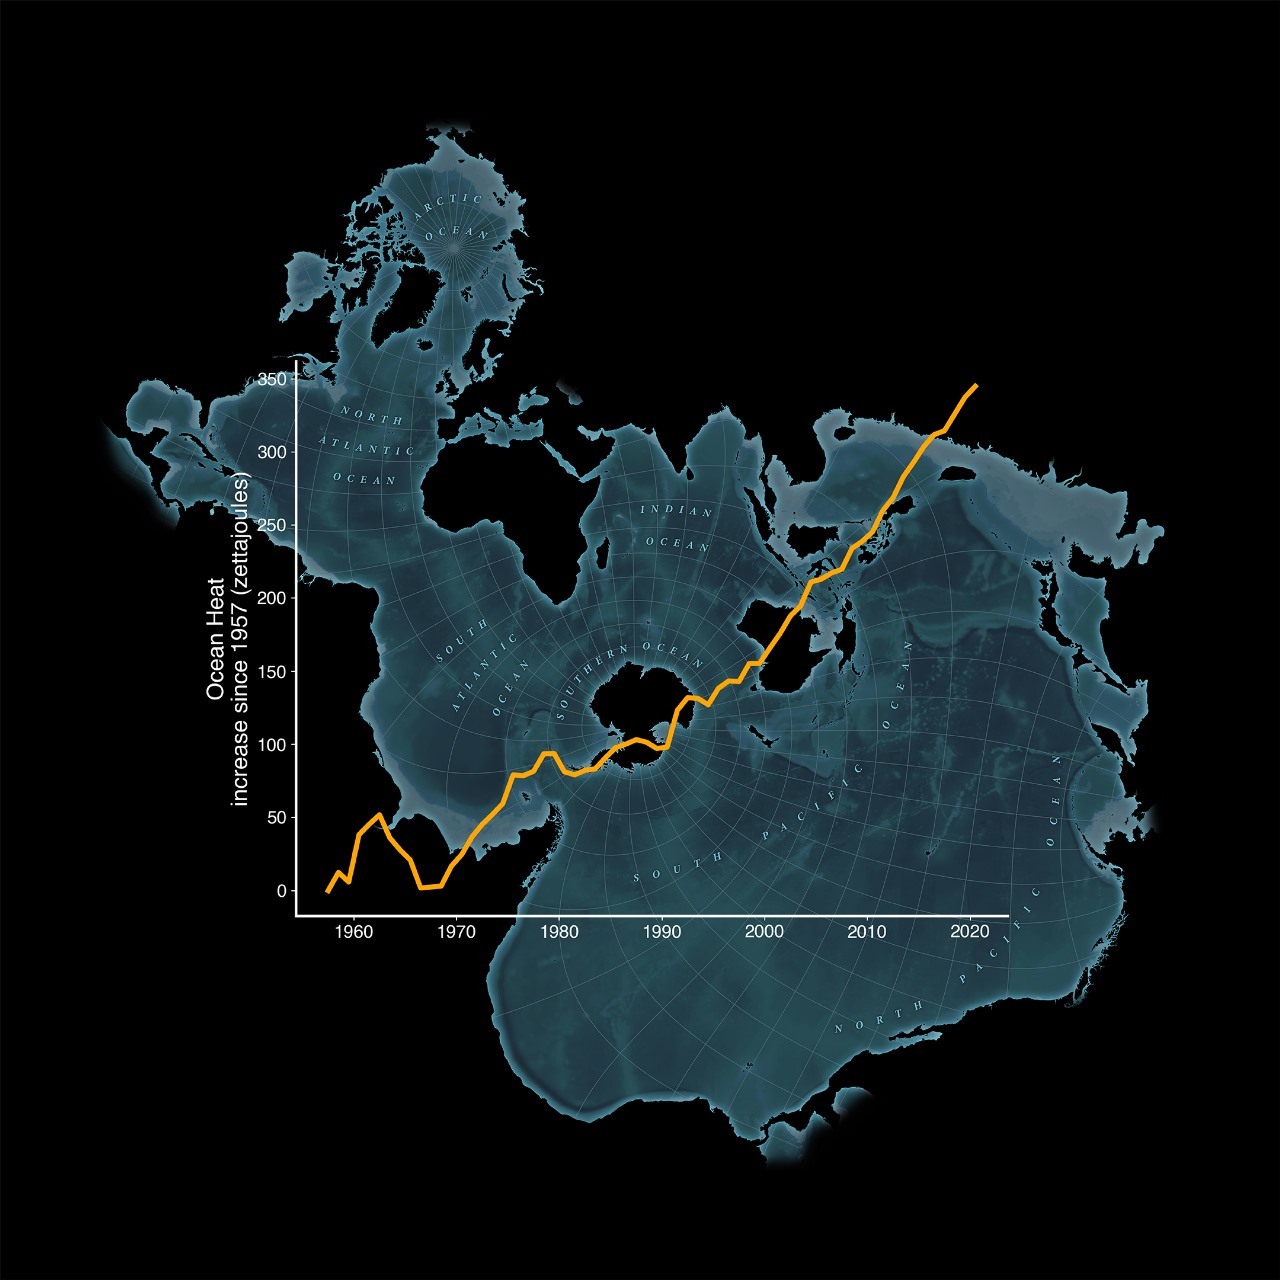 ARCTIC
OCEAN
NORTH
ATLANTIC
OCEAN
INDIAN
OCEAN
SOUTH
ATLANTIC
OCEAN
SOUTHERN OCEAN
SOUTH PACIFIC OCEAN
NORTH PACIFIC OCEAN
Ocean Heat
increase since 1957 (zettajoules)
350
300
250
200
150
100
50
0
1960 1970 1980 1990 2000 2010 2020